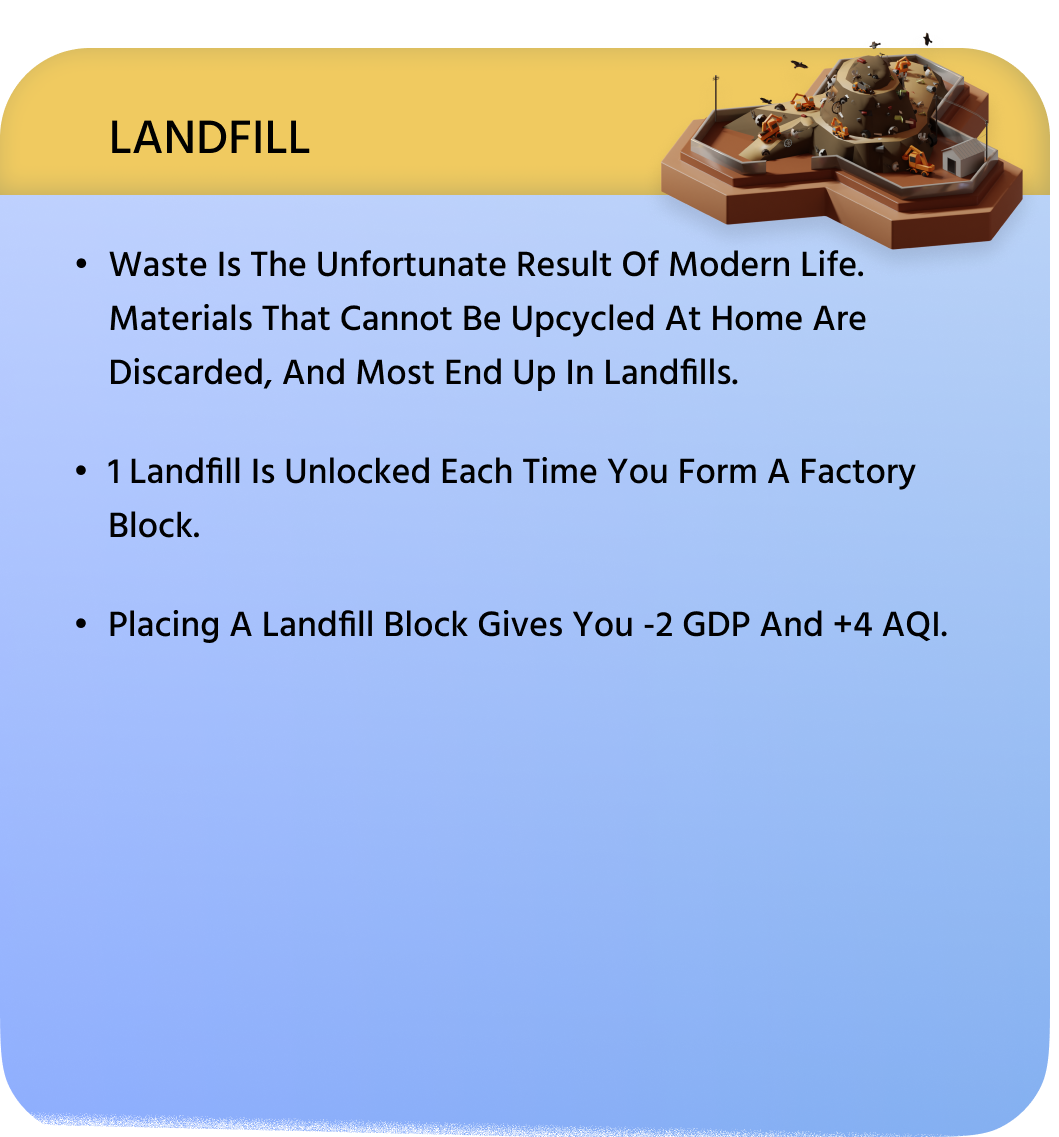 LANDFILL
• Waste Is The Unfortunate Result Of Modern Life.
Materials That Cannot Be Upcycled At Home Are
Discarded, And Most End Up In Landfills.
• 1 Landfill Is Unlocked Each Time You Form A Factory
Block.
• Placing A Landfill Block Gives You -2 GDP And +4 AQI.